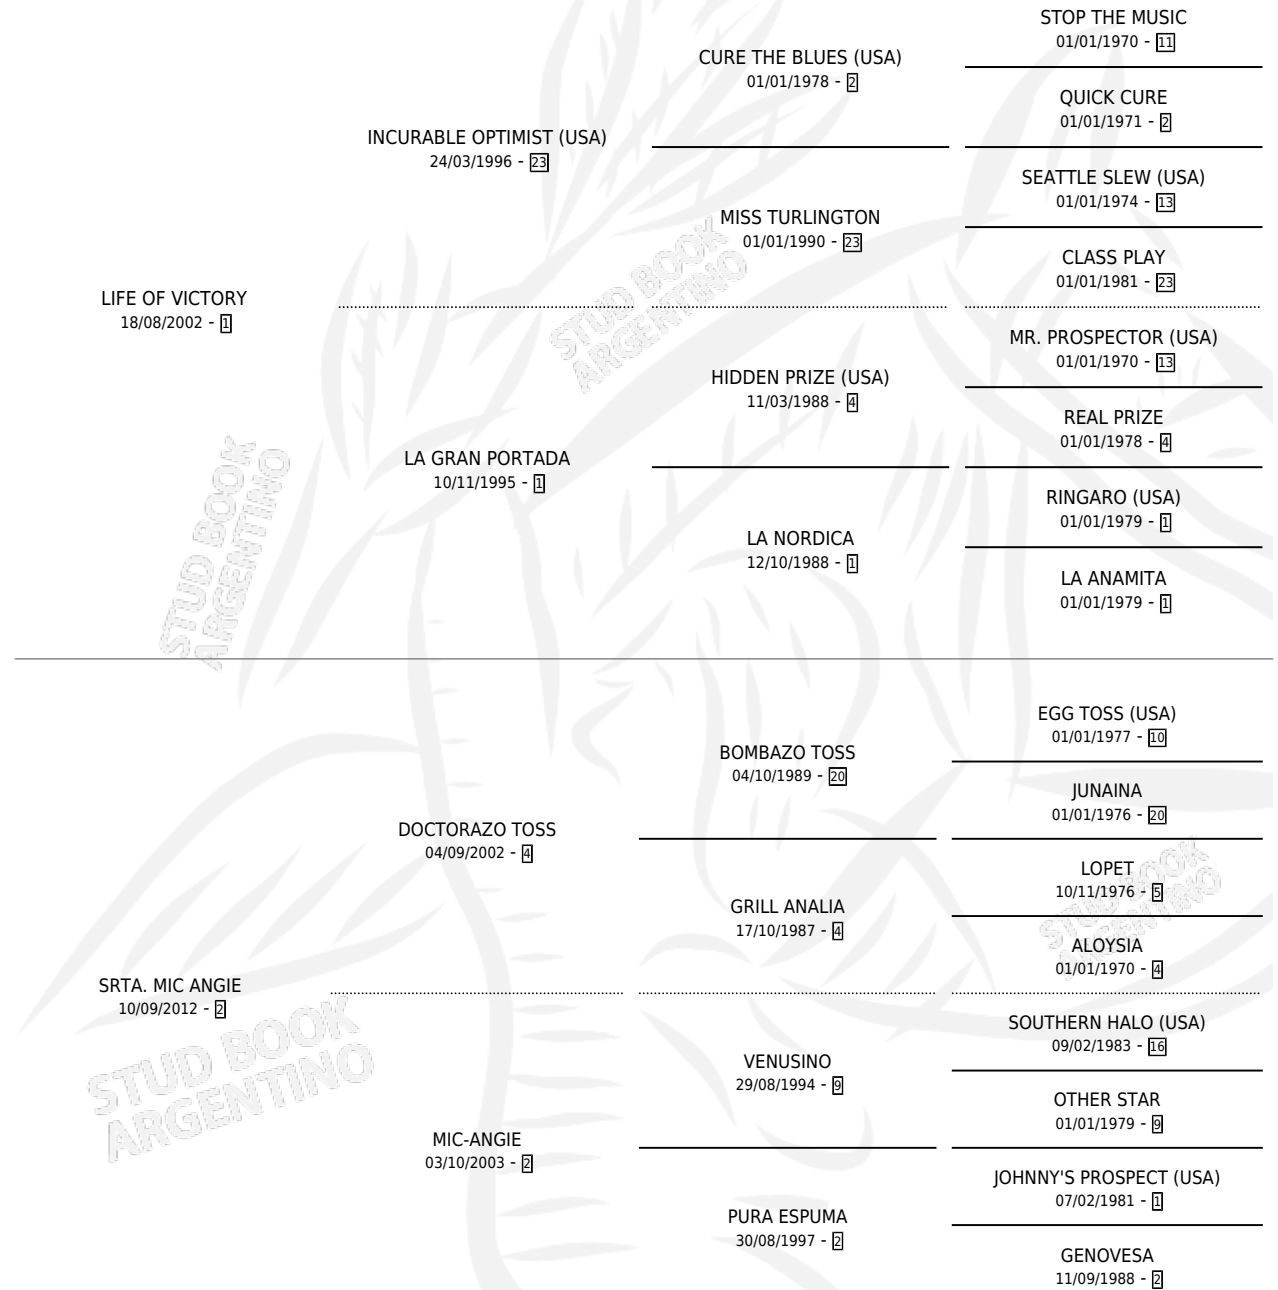 STOP THE MUSIC
01/01/1970 - 11
CURE THE BLUES (USA)
01/01/1978 - 2
QUICK CURE
01/01/1971 - 2
INCURABLE OPTIMIST (USA)
24/03/1996 - 23
SEATTLE SLEW (USA)
01/01/1974 - 13
MISS TURLINGTON
01/01/1990 - 23
CLASS PLAY
01/01/1981 - 23
LIFE OF VICTORY
18/08/2002 - 1
MR. PROSPECTOR (USA)
01/01/1970 - 13
HIDDEN PRIZE (USA)
11/03/1988 - 4
REAL PRIZE
01/01/1978 - 4
LA GRAN PORTADA
10/11/1995 - 1
RINGARO (USA)
01/01/1979 - 1
LA NORDICA
12/10/1988 - 1
LA ANAMITA
01/01/1979 - 1
STUD BOOK
ARGENTINO
STUD BOOK
ARGENTINO
EGG TOSS (USA)
01/01/1977 - 10
BOMBAZO TOSS
04/10/1989 - 20
JUNAINA
01/01/1976 - 20
DOCTORAZO TOSS
04/09/2002 - 4
LOPET
10/11/1976 - 5
GRILL ANALIA
17/10/1987 - 4
ALOYSIA
01/01/1970 - 4
SRTA. MIC ANGIE
10/09/2012 - 2
SOUTHERN HALO (USA)
09/02/1983 - 16
VENUSINO
29/08/1994 - 9
OTHER STAR
01/01/1979 - 9
MIC-ANGIE
03/10/2003 - 2
JOHNNY'S PROSPECT (USA)
07/02/1981 - 1
PURA ESPUMA
30/08/1997 - 2
GENOVESA
11/09/1988 - 2
STUD BOOK
ARGENTINO
STUD BOOK
ARGENTINO